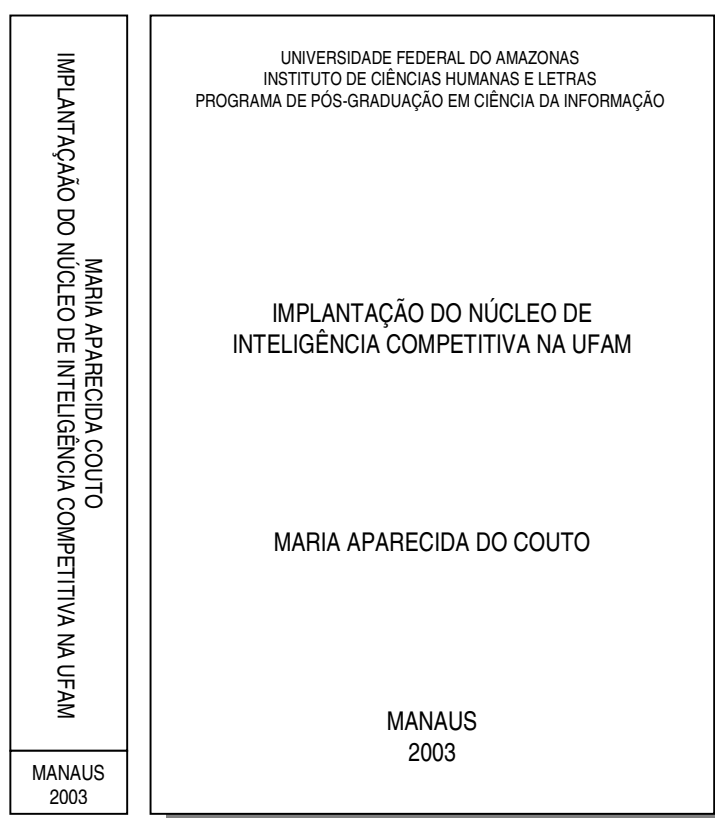 MARIA APARECIDA COUTO
IMPLANTAÇAÃO DO NÚCLEO DE INTELIGÊNCIA COMPETITIVA NA UFAM
MANAUS
2003
UNIVERSIDADE FEDERAL DO AMAZONAS
INSTITUTO DE CIÊNCIAS HUMANAS E LETRAS
PROGRAMA DE PÓS-GRADUAÇÃO EM CIÊNCIA DA INFORMAÇÃO
IMPLANTAÇÃO DO NÚCLEO DE
INTELIGÊNCIA COMPETITIVA NA UFAM
MARIA APARECIDA DO COUTO
MANAUS
2003